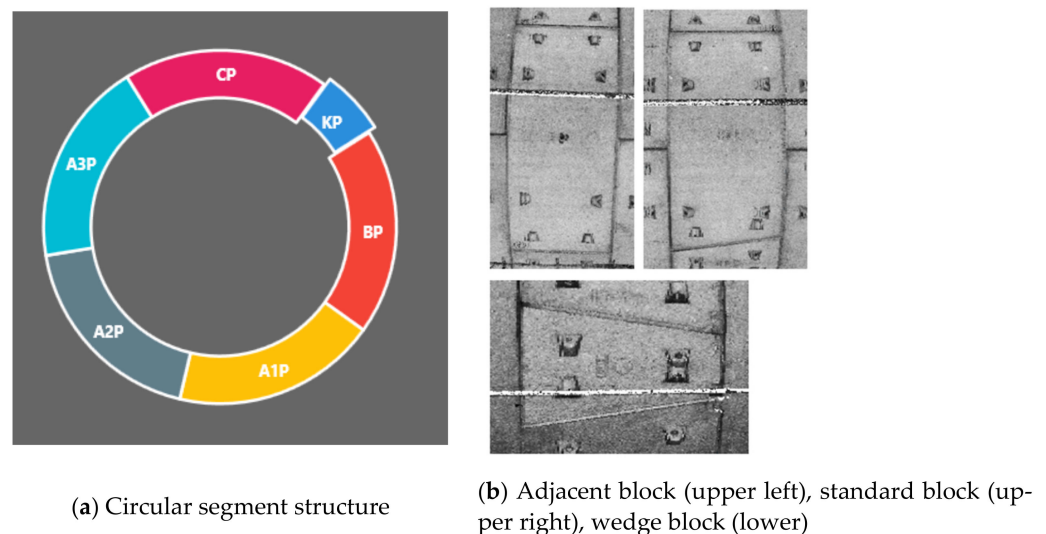 CP
KP
A3P
BP
A2P
A1P
(a) Circular segment structure
(b) Adjacent block (upper left), standard block (up-
per right), wedge block (lower)